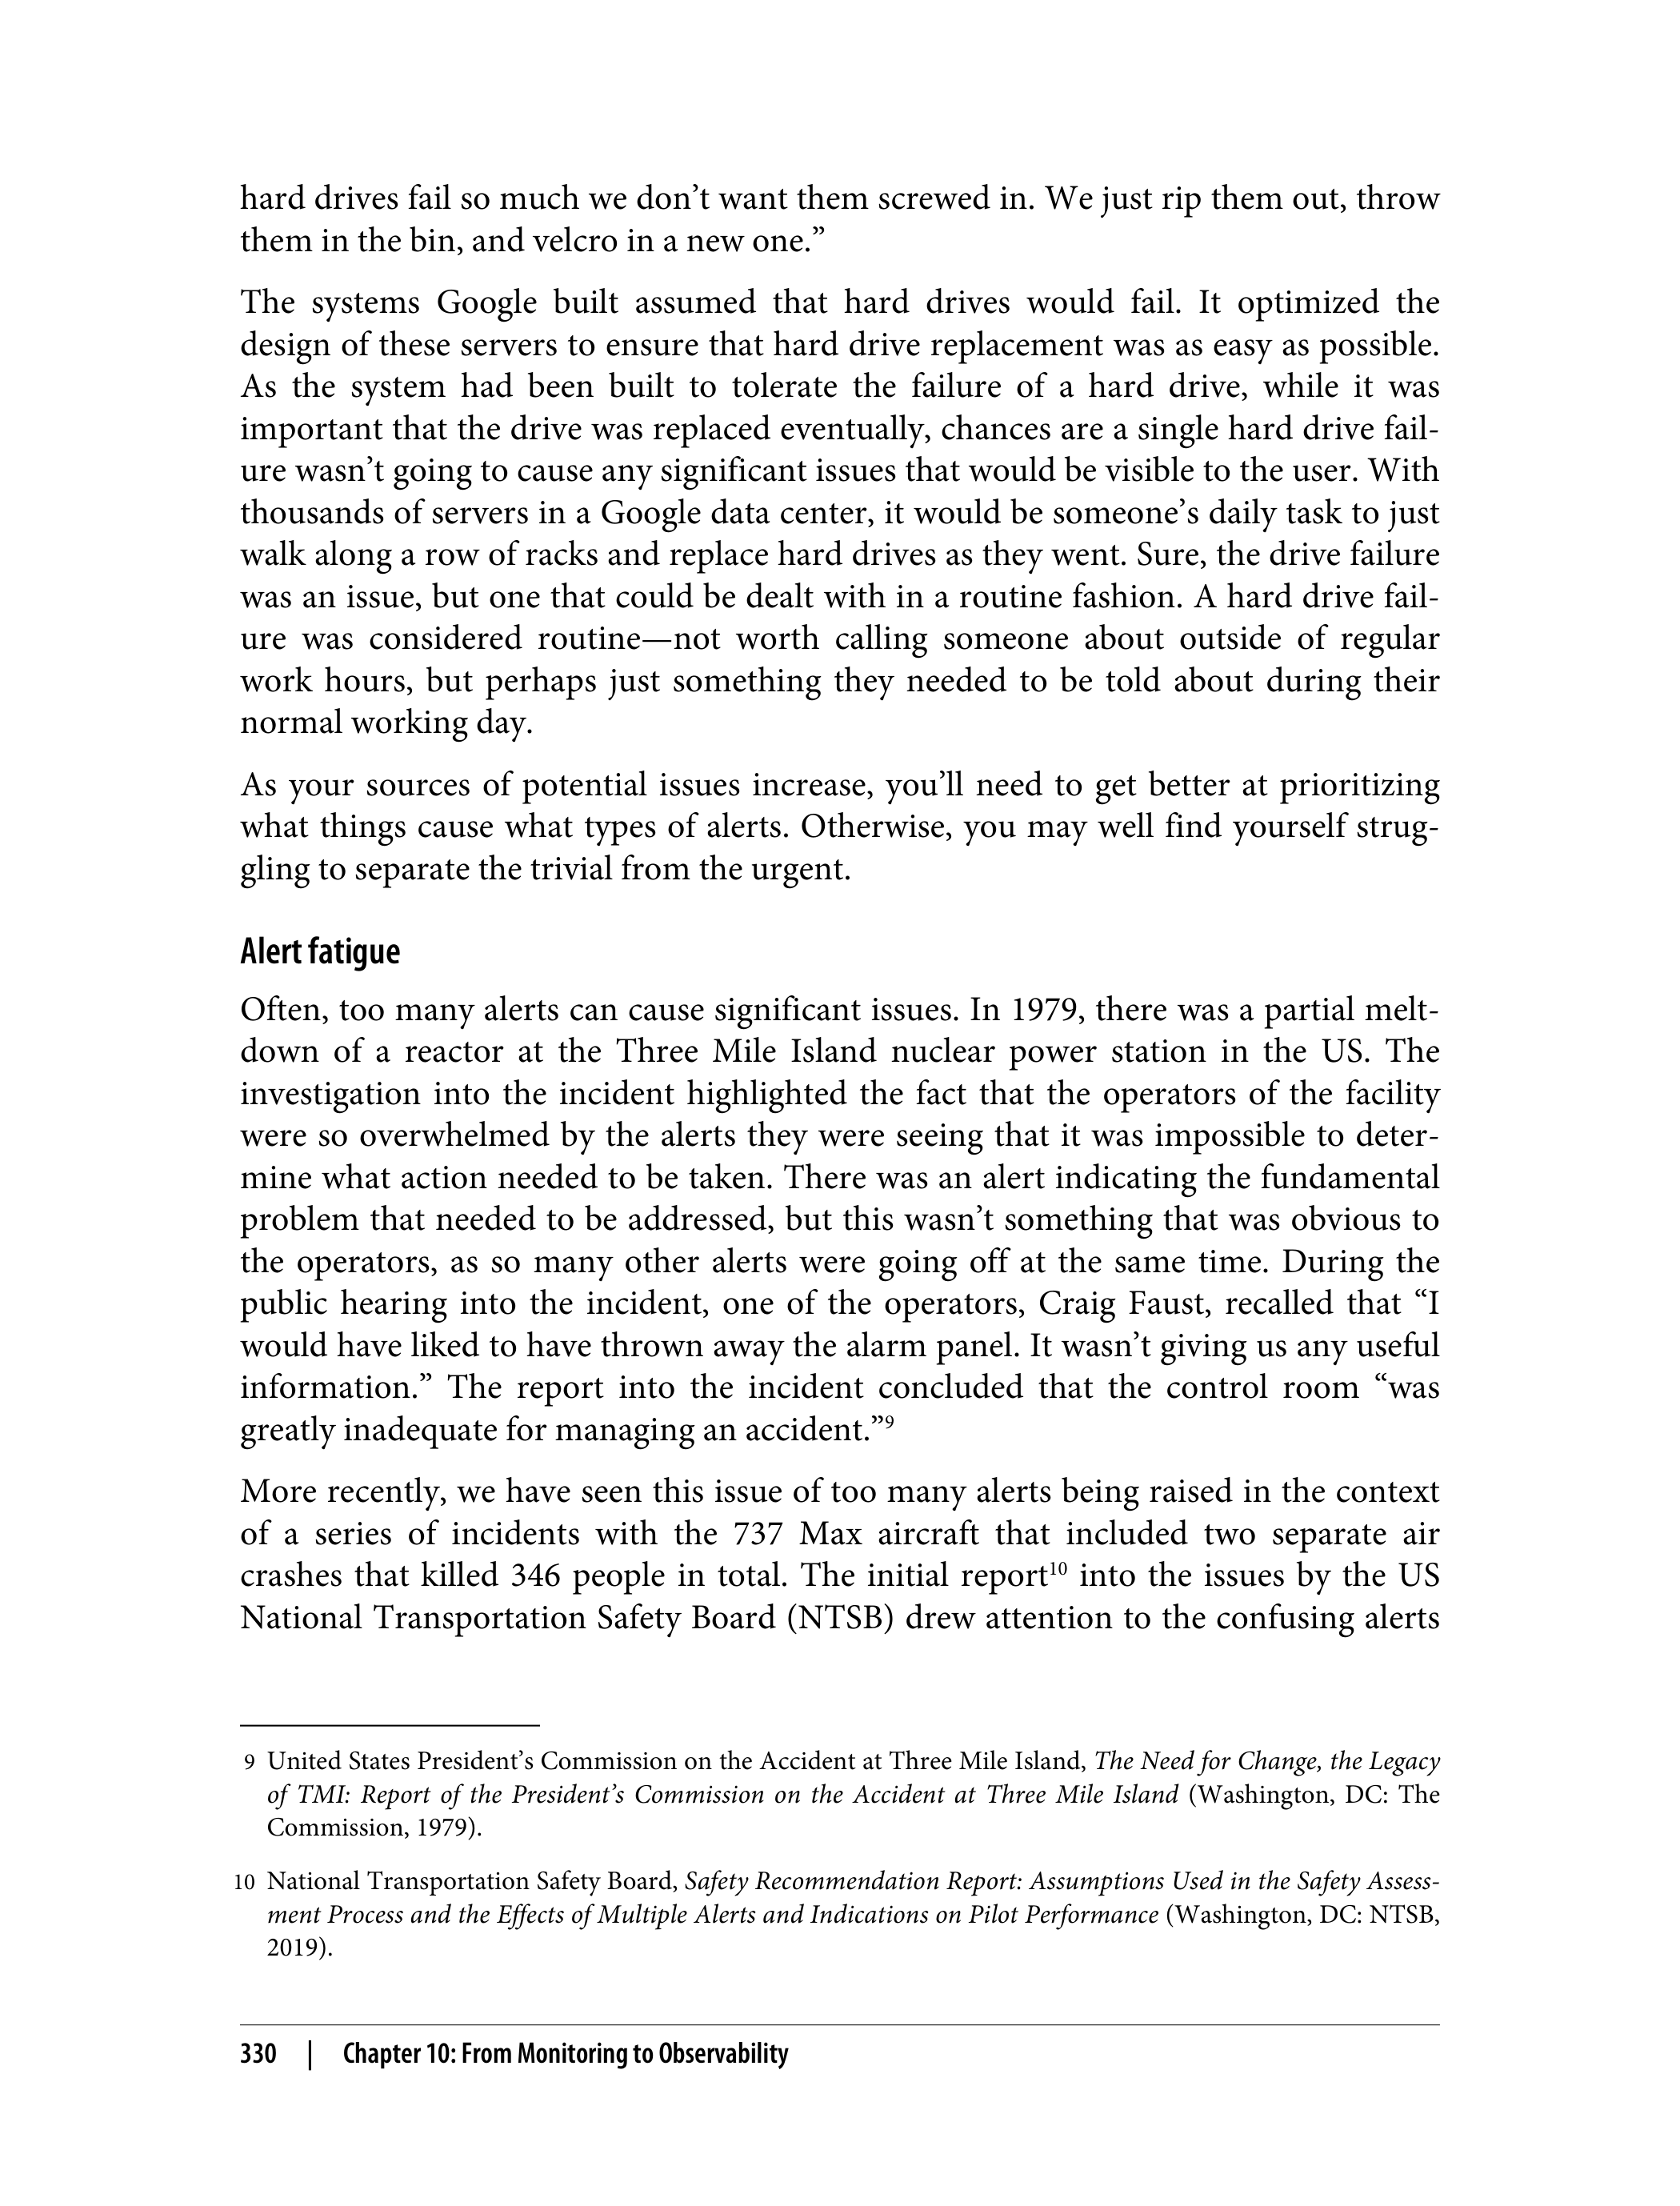 hard drives fail so much we don’t want them screwed in. We just rip them out, throw
them in the bin, and velcro in a new one.”
The systems Google built assumed that hard drives would fail. It optimized the
design of these servers to ensure that hard drive replacement was as easy as possible.
As the system had been built to tolerate the failure of a hard drive, while it was
important that the drive was replaced eventually, chances are a single hard drive fail-
ure wasn’t going to cause any significant issues that would be visible to the user. With
thousands of servers in a Google data center, it would be someone’s daily task to just
walk along a row of racks and replace hard drives as they went. Sure, the drive failure
was an issue, but one that could be dealt with in a routine fashion. A hard drive fail-
ure was considered routine—not worth calling someone about outside of regular
work hours, but perhaps just something they needed to be told about during their
normal working day.
As your sources of potential issues increase, you’ll need to get better at prioritizing
what things cause what types of alerts. Otherwise, you may well find yourself strug-
gling to separate the trivial from the urgent.
Alert fatigue
Often, too many alerts can cause significant issues. In 1979, there was a partial melt-
down of a reactor at the Three Mile Island nuclear power station in the US. The
investigation into the incident highlighted the fact that the operators of the facility
were so overwhelmed by the alerts they were seeing that it was impossible to deter-
mine what action needed to be taken. There was an alert indicating the fundamental
problem that needed to be addressed, but this wasn’t something that was obvious to
the operators, as so many other alerts were going off at the same time. During the
public hearing into the incident, one of the operators, Craig Faust, recalled that “I
would have liked to have thrown away the alarm panel. It wasn’t giving us any useful
information.” The report into the incident concluded that the control room “was
greatly inadequate for managing an accident.”9
More recently, we have seen this issue of too many alerts being raised in the context
of a series of incidents with the 737 Max aircraft that included two separate air
crashes that killed 346 people in total. The initial report10 into the issues by the US
National Transportation Safety Board (NTSB) drew attention to the confusing alerts
9 United States President’s Commission on the Accident at Three Mile Island, The Need for Change, the Legacy
of TMI: Report of the President’s Commission on the Accident at Three Mile Island (Washington, DC: The
Commission, 1979).
10 National Transportation Safety Board, Safety Recommendation Report: Assumptions Used in the Safety Assess-
ment Process and the Effects of Multiple Alerts and Indications on Pilot Performance (Washington, DC: NTSB,
2019).
330 | Chapter 10: From Monitoring to Observability